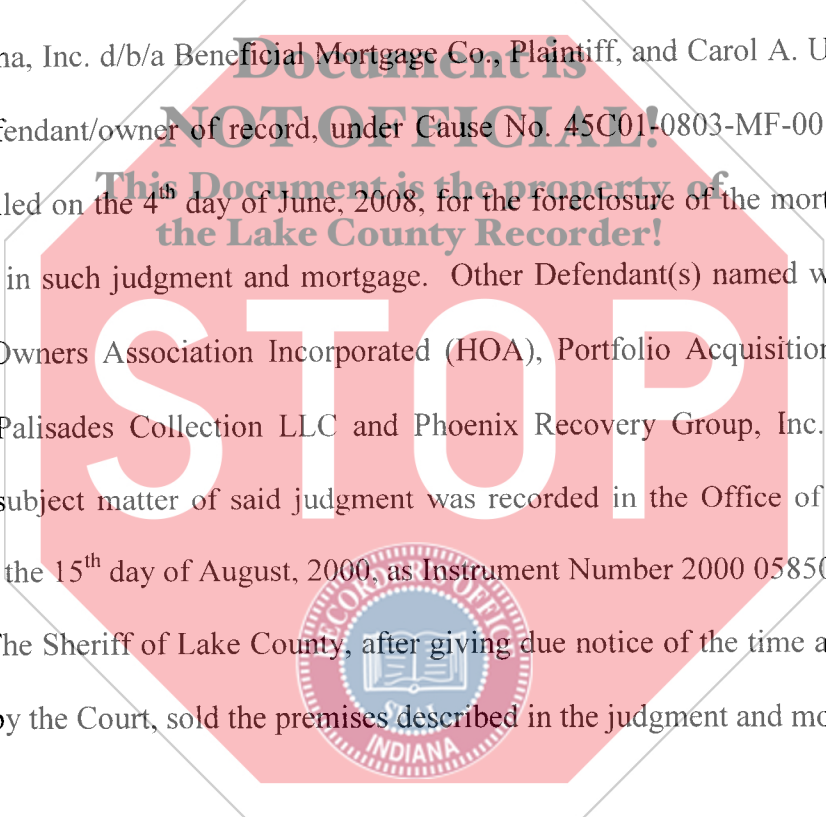 na, Inc. d/b/a Beneficial Mortgage Co., Plaintiff, and Carol A. U
Document is
fendant/owner of record, under Cause No. 45C01-0803-MF-00
NOT OFFICIAL!
led on the 4th day of June, 2008, for the foreclosure of the mort
This Document is the property of
the Lake County Recorder!
in such judgment and mortgage. Other Defendant(s) named w
STOP
Owners Association Incorporated (HOA), Portfolio Acquisition
Palisades Collection LLC and Phoenix Recovery Group, Inc.
subject matter of said judgment was recorded in the Office of
the 15th day of August, 2000, as Instrument Number 2000 05850
The Sheriff of Lake County, after giving due notice of the time a
by the Court, sold the premises described in the judgment and mo
RECORDER'S OFFICE
SEAL
INDIANA